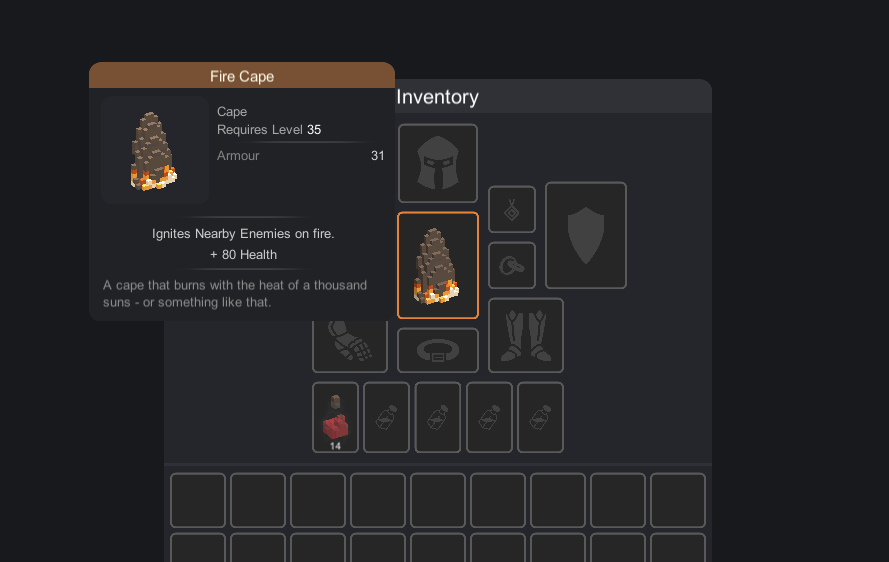 Fire Cape
Inventory
Cape
Requires Level 35
Armour 31
Ignites Nearby Enemies on fire.
+ 80 Health
A cape that burns with the heat of a thousand
suns - or something like that.
14